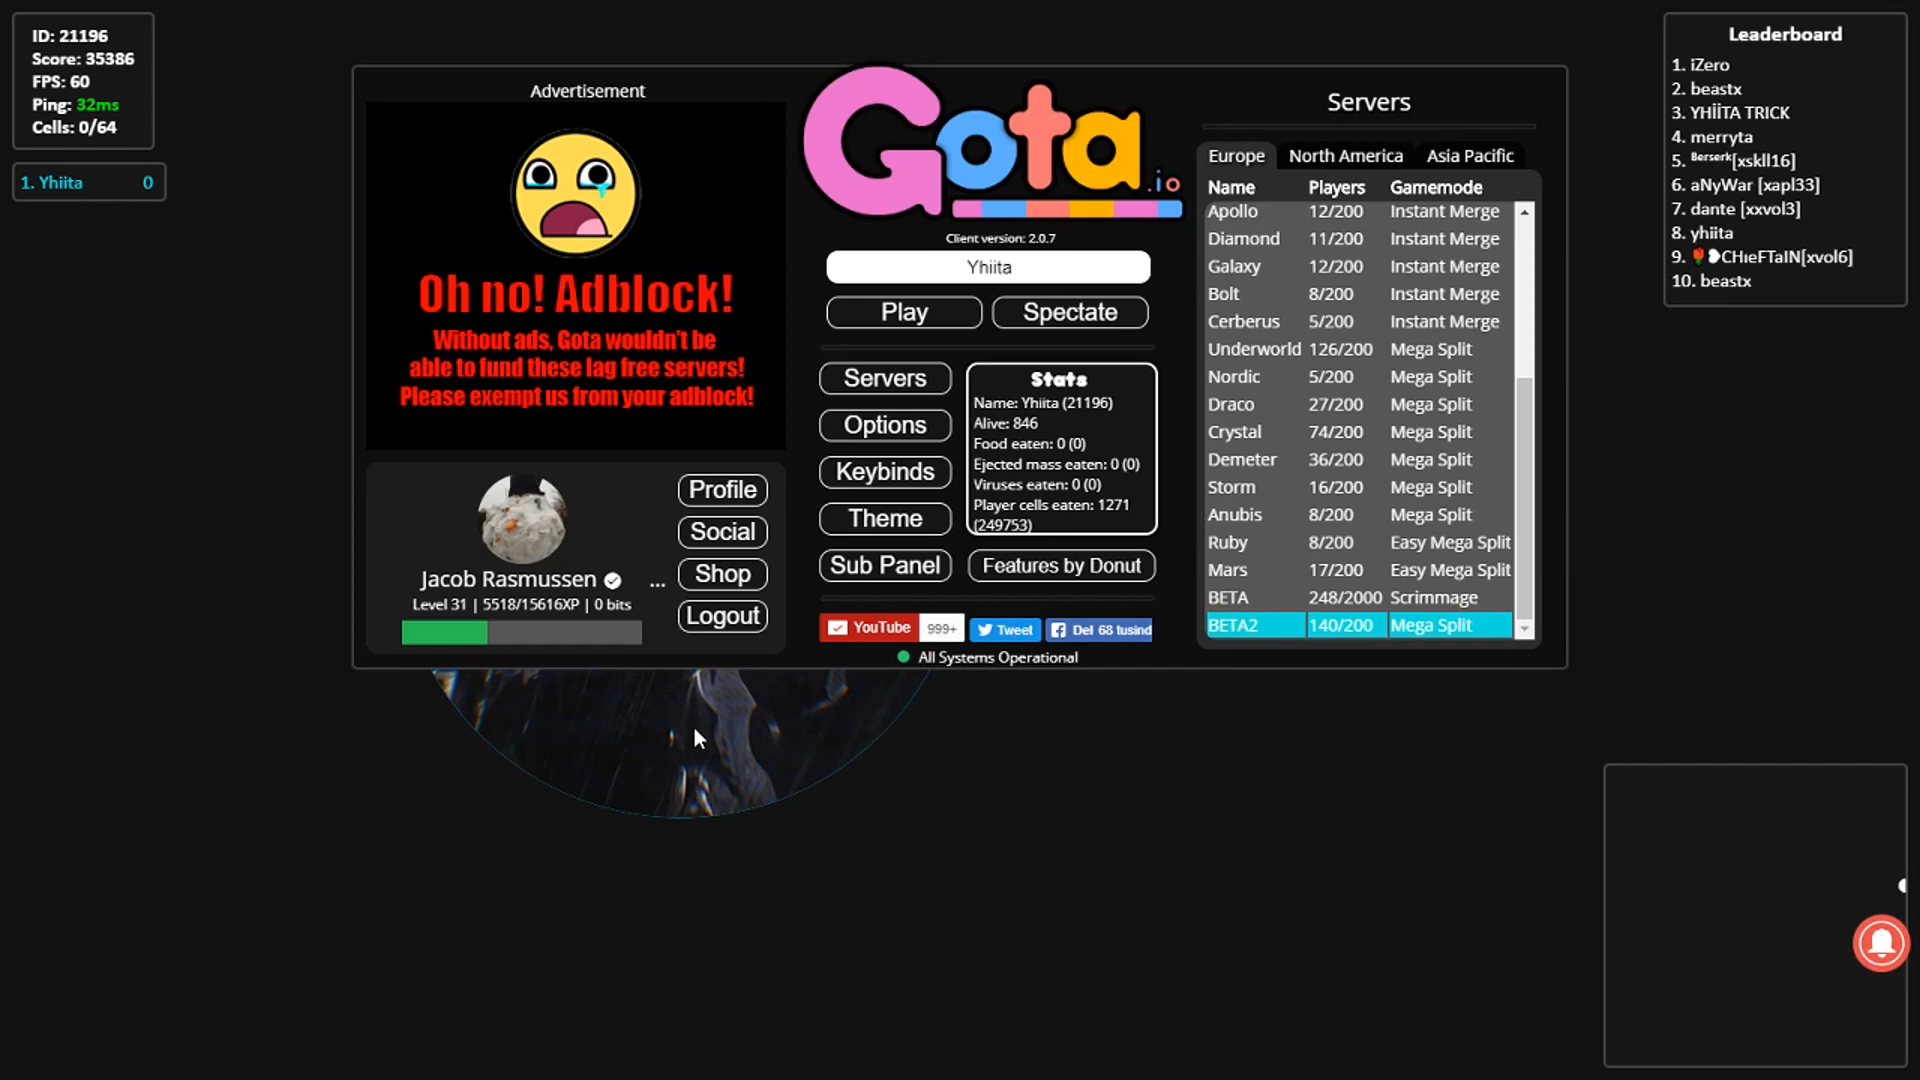 ID: 21196
Score: 35386
FPS: 60
Ping: 32ms
Cells: 0/64
1. Yhiita 0
Advertisement
Oh no! Adblock!
Without ads, Gota wouldn't be
able to fund these lag free servers!
Please exempt us from your adblock!
Jacob Rasmussen
...
Level 31 | 5518/15616XP | 0 bits
Profile
Social
Shop
Logout
Gota.io
Client version: 2.0.7
Yhiita
Play Spectate
Servers
Options
Keybinds
Theme
Sub Panel
Stats
Name: Yhiita (21196)
Alive: 846
Food eaten: 0 (0)
Ejected mass eaten: 0 (0)
Viruses eaten: 0 (0)
Player cells eaten: 1271
(249753)
Features by Donut
YouTube 999+ Tweet Del 68 tusind
All Systems Operational
Servers
Europe North America Asia Pacific
Name Players Gamemode
Apollo 12/200 Instant Merge
Diamond 11/200 Instant Merge
Galaxy 12/200 Instant Merge
Bolt 8/200 Instant Merge
Cerberus 5/200 Instant Merge
Underworld 126/200 Mega Split
Nordic 5/200 Mega Split
Draco 27/200 Mega Split
Crystal 74/200 Mega Split
Demeter 36/200 Mega Split
Storm 16/200 Mega Split
Anubis 8/200 Mega Split
Ruby 8/200 Easy Mega Split
Mars 17/200 Easy Mega Split
BETA 248/2000 Scrimmage
BETA2 140/200 Mega Split
Leaderboard
1. iZero
2. beastx
3. YHÏÏTA TRICK
4. merryta
5. ᴮᵉʳˢᵉʳᵏ[xskll16]
6. aNyWar [xapl33]
7. dante [xxvol3]
8. yhiita
9. 🌹❥CHıeFTaIN[xvol6]
10. beastx